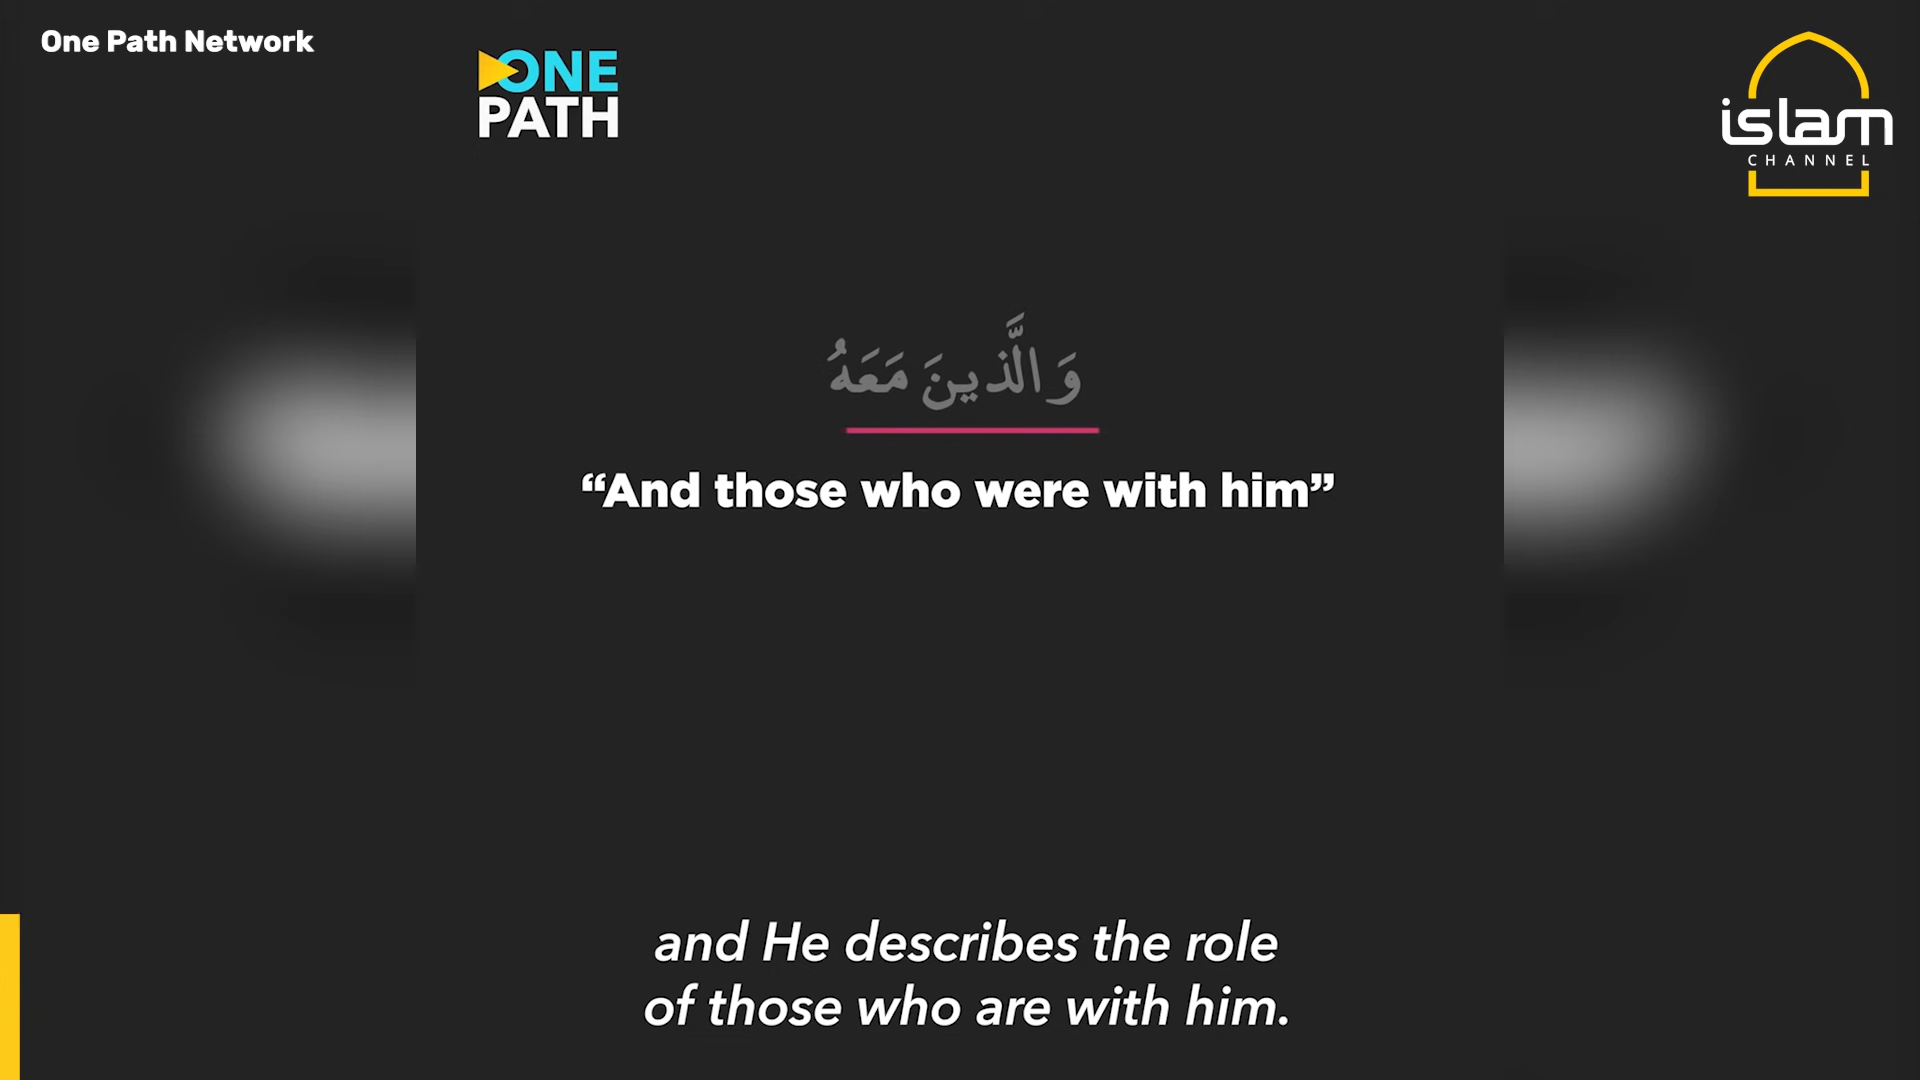 One Path Network
ONE
PATH
islam
CHANNEL
وَالَّذِينَ مَعَهُ
“And those who were with him”
and He describes the role
of those who are with him.